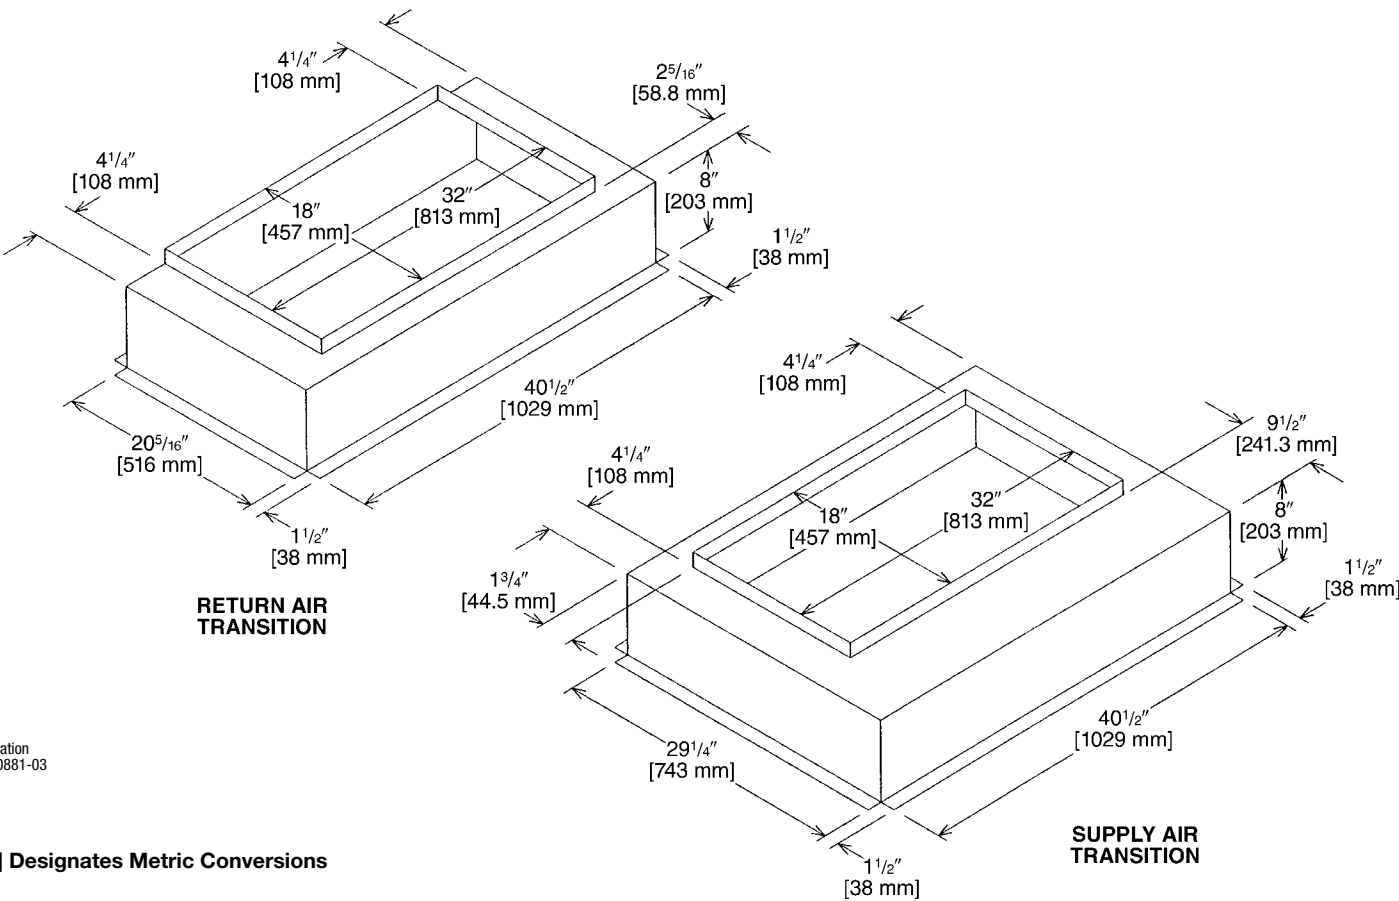 4 1/4″
[108 mm]
2 5/16″
[58.8 mm]
4 1/4″
[108 mm]
18″
[457 mm]
32″
[813 mm]
8″
[203 mm]
1 1/2″
[38 mm]
40 1/2″
[1029 mm]
20 5/16″
[516 mm]
1 1/2″
[38 mm]
RETURN AIR
TRANSITION
4 1/4″
[108 mm]
9 1/2″
[241.3 mm]
4 1/4″
[108 mm]
18″
[457 mm]
32″
[813 mm]
8″
[203 mm]
1 3/4″
[44.5 mm]
1 1/2″
[38 mm]
40 1/2″
[1029 mm]
29 1/4″
[743 mm]
1 1/2″
[38 mm]
SUPPLY AIR
TRANSITION
ation
0881-03
] Designates Metric Conversions